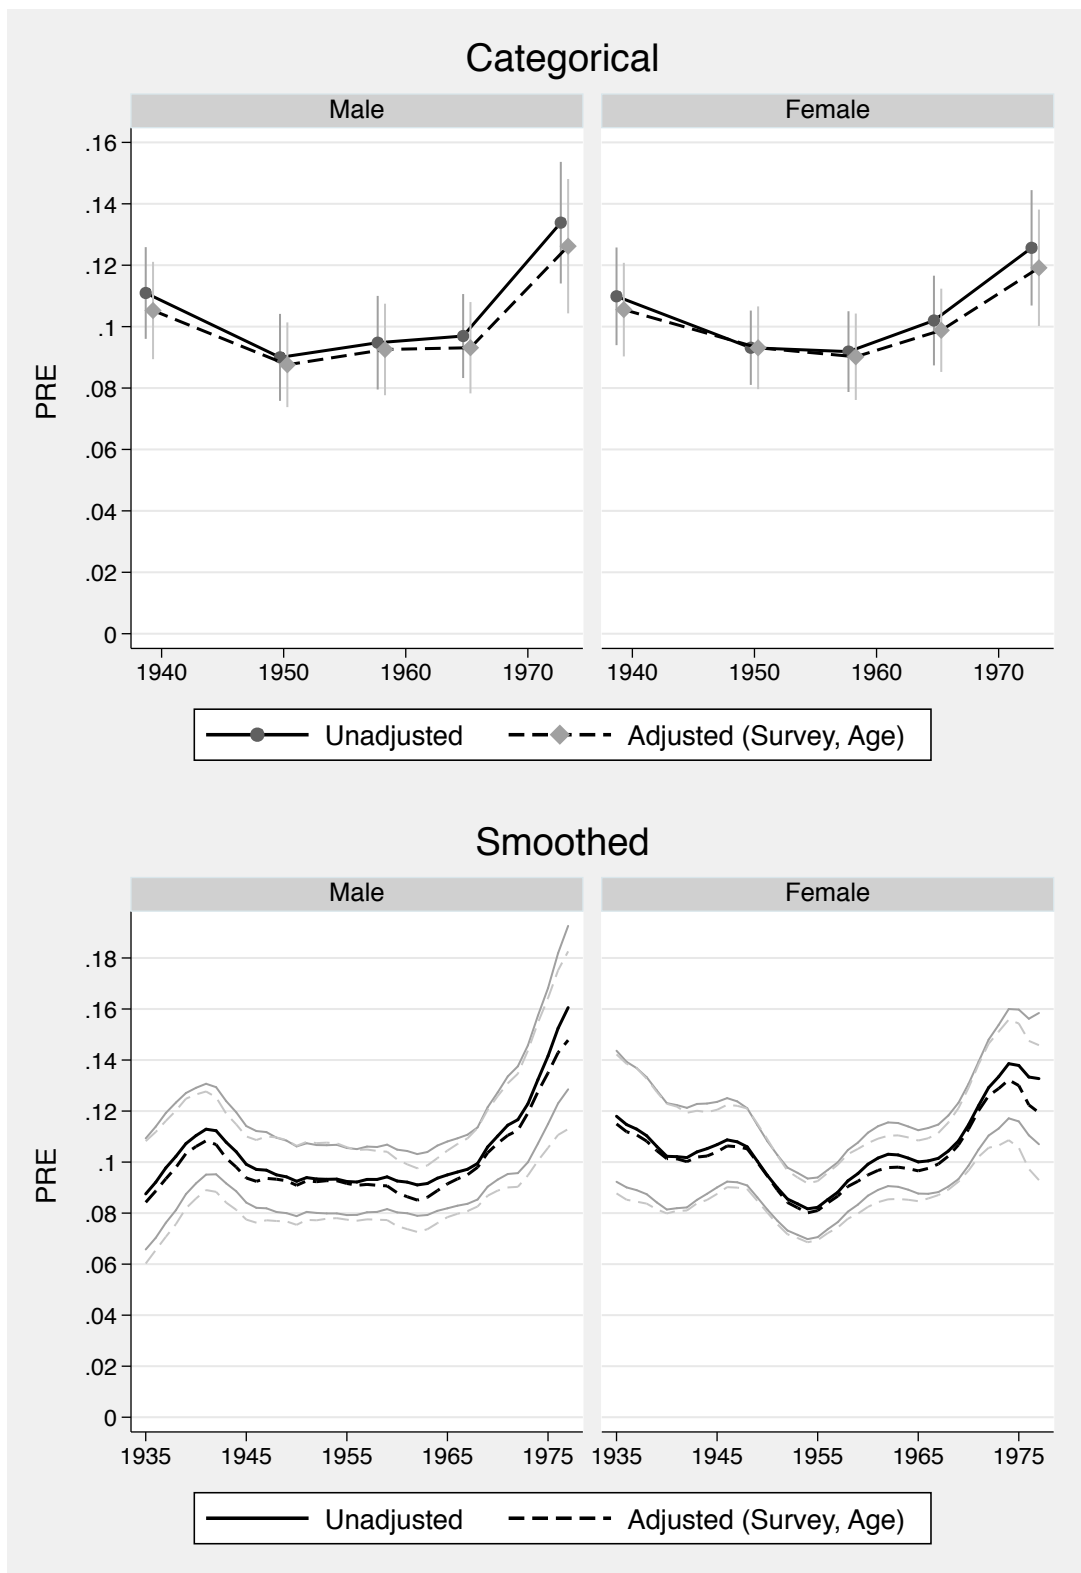 Categorical
Male Female
.16
.14
.12
.1
.08
.06
.04
.02
0
PRE
1940 1950 1960 1970 1940 1950 1960 1970
Unadjusted Adjusted (Survey, Age)
Smoothed
Male Female
.18
.16
.14
.12
.1
.08
.06
.04
.02
0
PRE
1935 1945 1955 1965 1975 1935 1945 1955 1965 1975
Unadjusted Adjusted (Survey, Age)